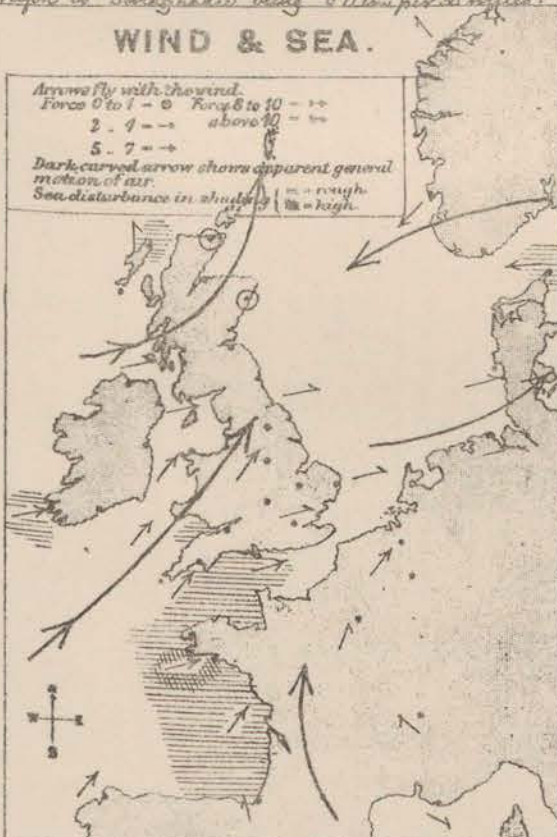 WIND & SEA.
Arrows fly with the wind.
Force 0 to 1 - ⊙ Force 8 to 10 -
2 .. 4 - above 10 -
5 .. 7 -
Dark curved arrow shows apparent general
motion of air.
Sea disturbance in shading { = rough
= high
N
W E
S